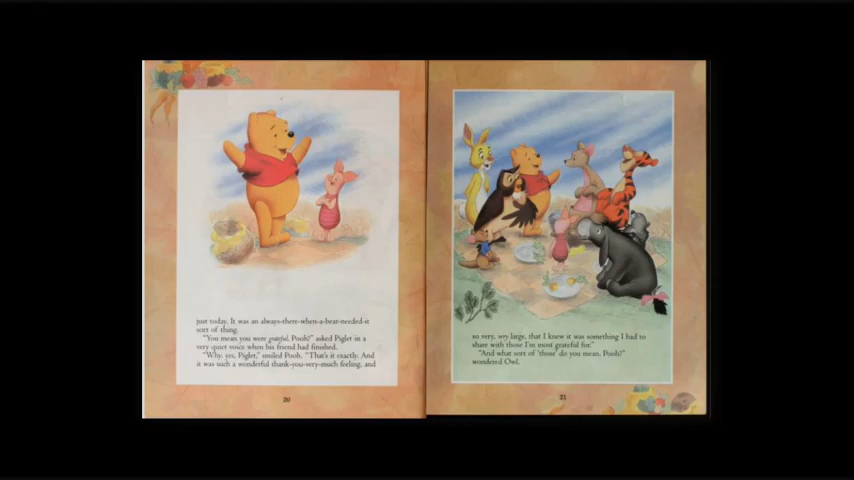 just today. It was an always-there-when-a-bear-needed-it
sort of thing.
"You mean you were grateful, Pooh?" asked Piglet in a
very quiet voice when his friend had finished.
"Why, yes, Piglet," smiled Pooh. "That's it exactly. And
it was such a wonderful thank-you-very-much feeling, and
20
so very, very large, that I knew it was something I had to
share with those I'm most grateful for."
"And what sort of 'those' do you mean, Pooh?"
wondered Owl.
21